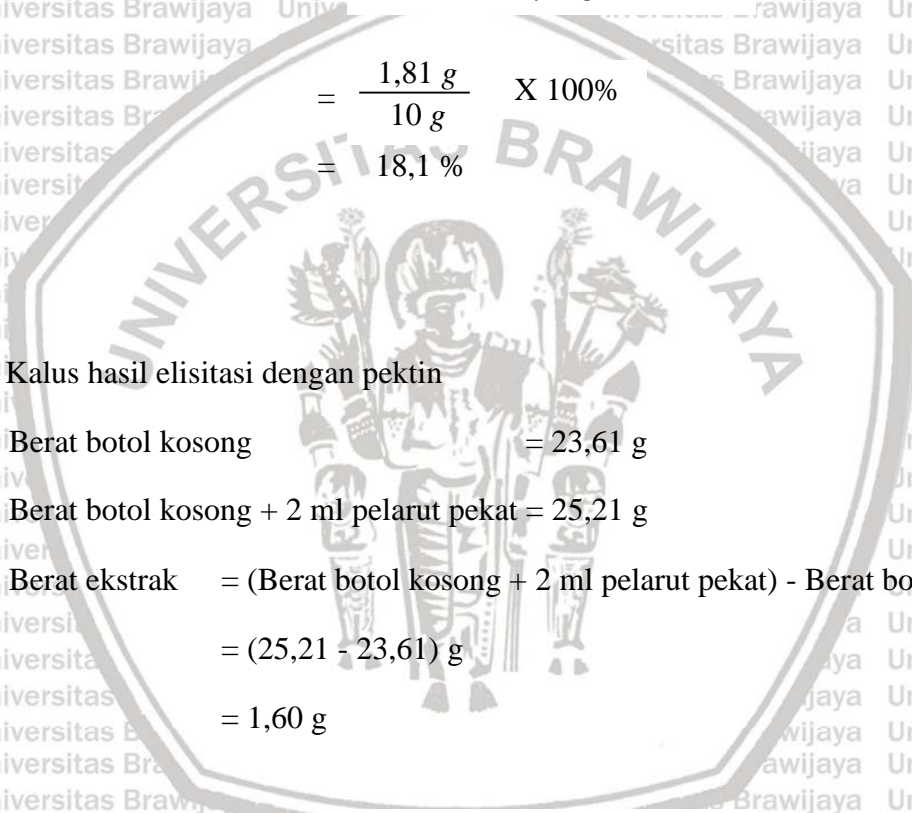 = 1,81 g / 10 g X 100%
= 18,1 %
UNIVERSITAS BRAWIJAYA
Kalus hasil elisitasi dengan pektin
Berat botol kosong = 23,61 g
Berat botol kosong + 2 ml pelarut pekat = 25,21 g
Berat ekstrak = (Berat botol kosong + 2 ml pelarut pekat) - Berat bo
= (25,21 - 23,61) g
= 1,60 g